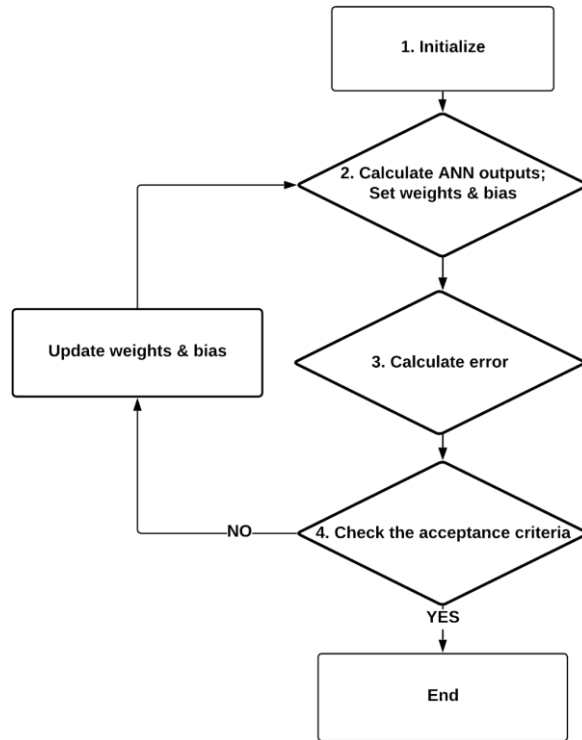 1. Initialize
2. Calculate ANN outputs;
Set weights & bias
Update weights & bias
3. Calculate error
4. Check the acceptance criteria
NO
YES
End